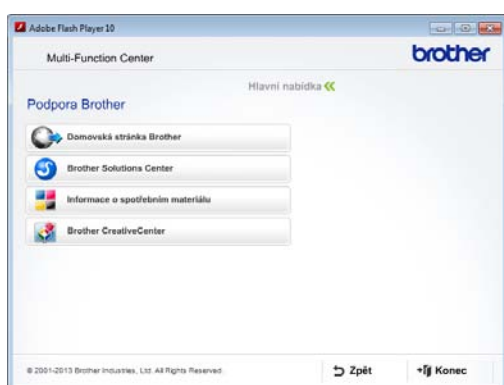 Adobe Flash Player 10
Multi-Function Center
brother
Hlavní nabídka
Podpora Brother
Domovská stránka Brother
Brother Solutions Center
Informace o spotřebním materiálu
Brother CreativeCenter
© 2001-2013 Brother Industries, Ltd. All Rights Reserved.
Zpět
Konec